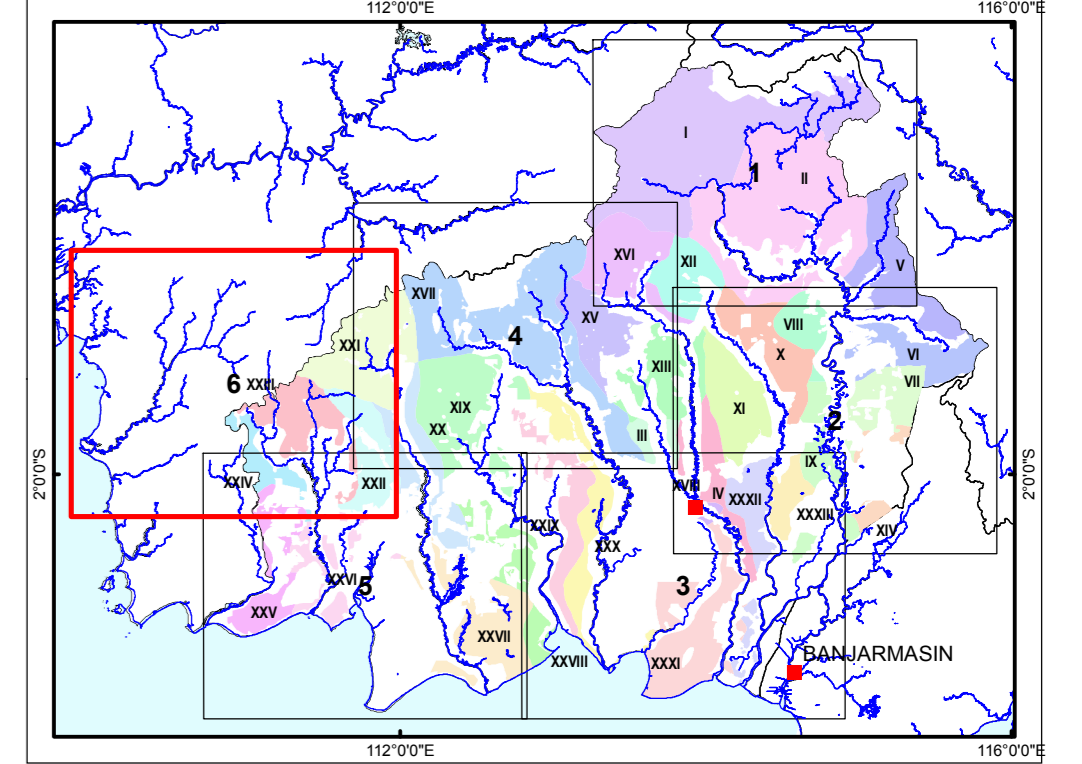 112°0'0"E
116°0'0"E
I
1
II
XVI
XII
V
XVII
XV
VIII
4
XXI
X
VI
XIII
VII
6
XXIII
XIX
XI
2
XX
III
IX
2°0'0"S
2°0'0"S
XXIV
XXII
XVIII
IV
XXXII
XXXIII
XXIX
XIV
XXX
XXVI
5
3
XXV
XXVII
BANJARMASIN
XXVIII
XXXI
112°0'0"E
116°0'0"E